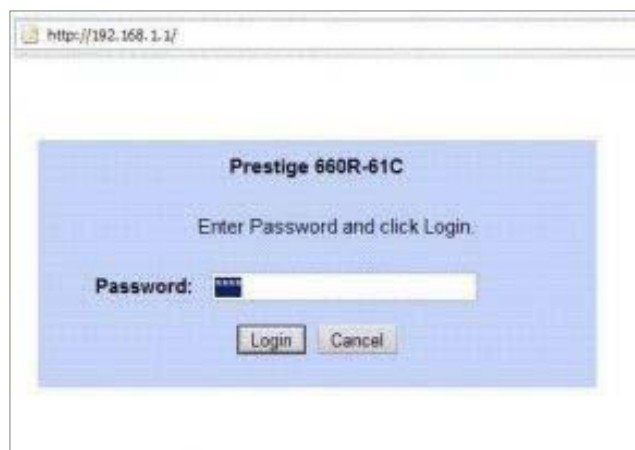 http://192.168.1.1/
Prestige 660R-61C
Enter Password and click Login.
Password: ****
Login Cancel